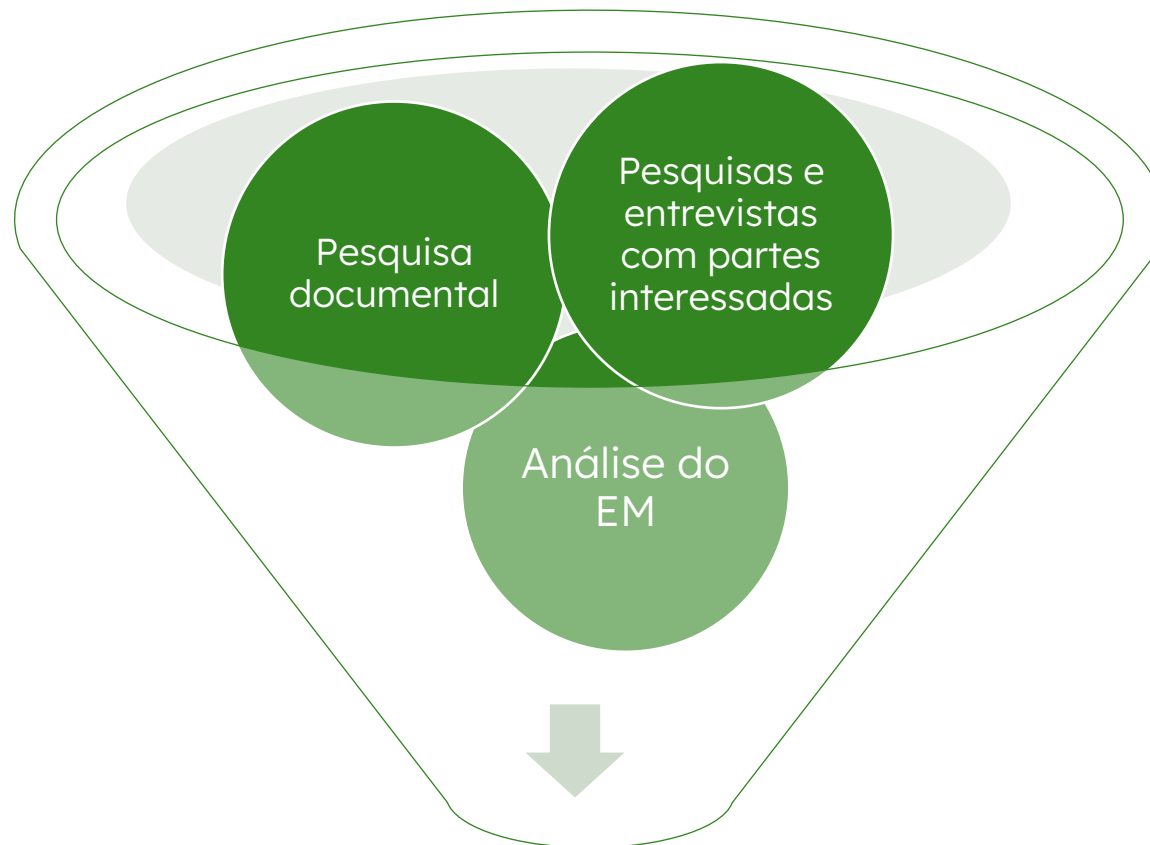 Pesquisa
documental
Pesquisas e
entrevistas
com partes
interessadas
Análise do
EM